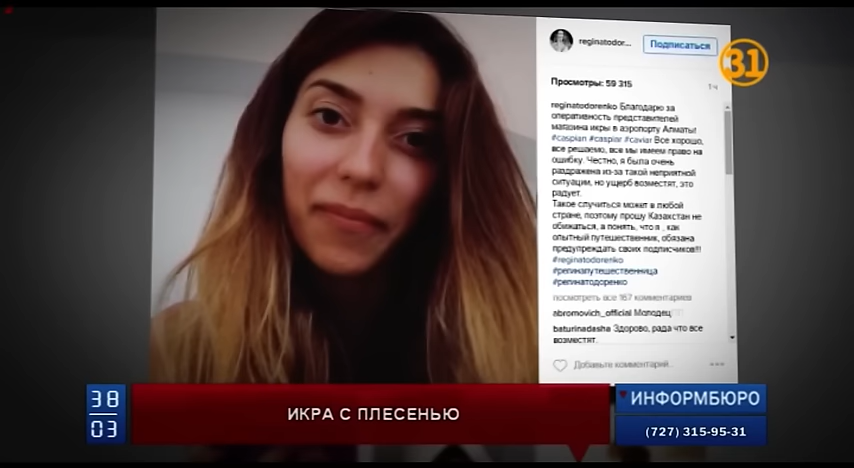 reginatodor...
Подписаться
31
Просмотры: 59 315
1ч
reginatodorenko Благодарю за
оперативность представителей
магазина икры в аэропорту Алматы!
#caspian #caspiar #caviar Все хорошо,
все решаемо, все мы имеем право на
ошибку. Честно, я была очень
раздражена из-за такой неприятной
ситуации, но ущерб возместят, это
радует.
Такое случиться может в любой
стране, поэтому прошу Казахстан не
обижаться, а понять, что я , как
опытный путешественник, обязана
предупреждать своих подписчиков!!!
#reginatodorenko
#регинапутешественница
#регинатодоренко
посмотреть все 167 комментариев
abromovich_official Молодец
baturinadasha Здорово, рада что все
возместят.
Добавьте комментарий...
38
03
ИКРА С ПЛЕСЕНЬЮ
ИНФОРМБЮРО
(727) 315-95-31